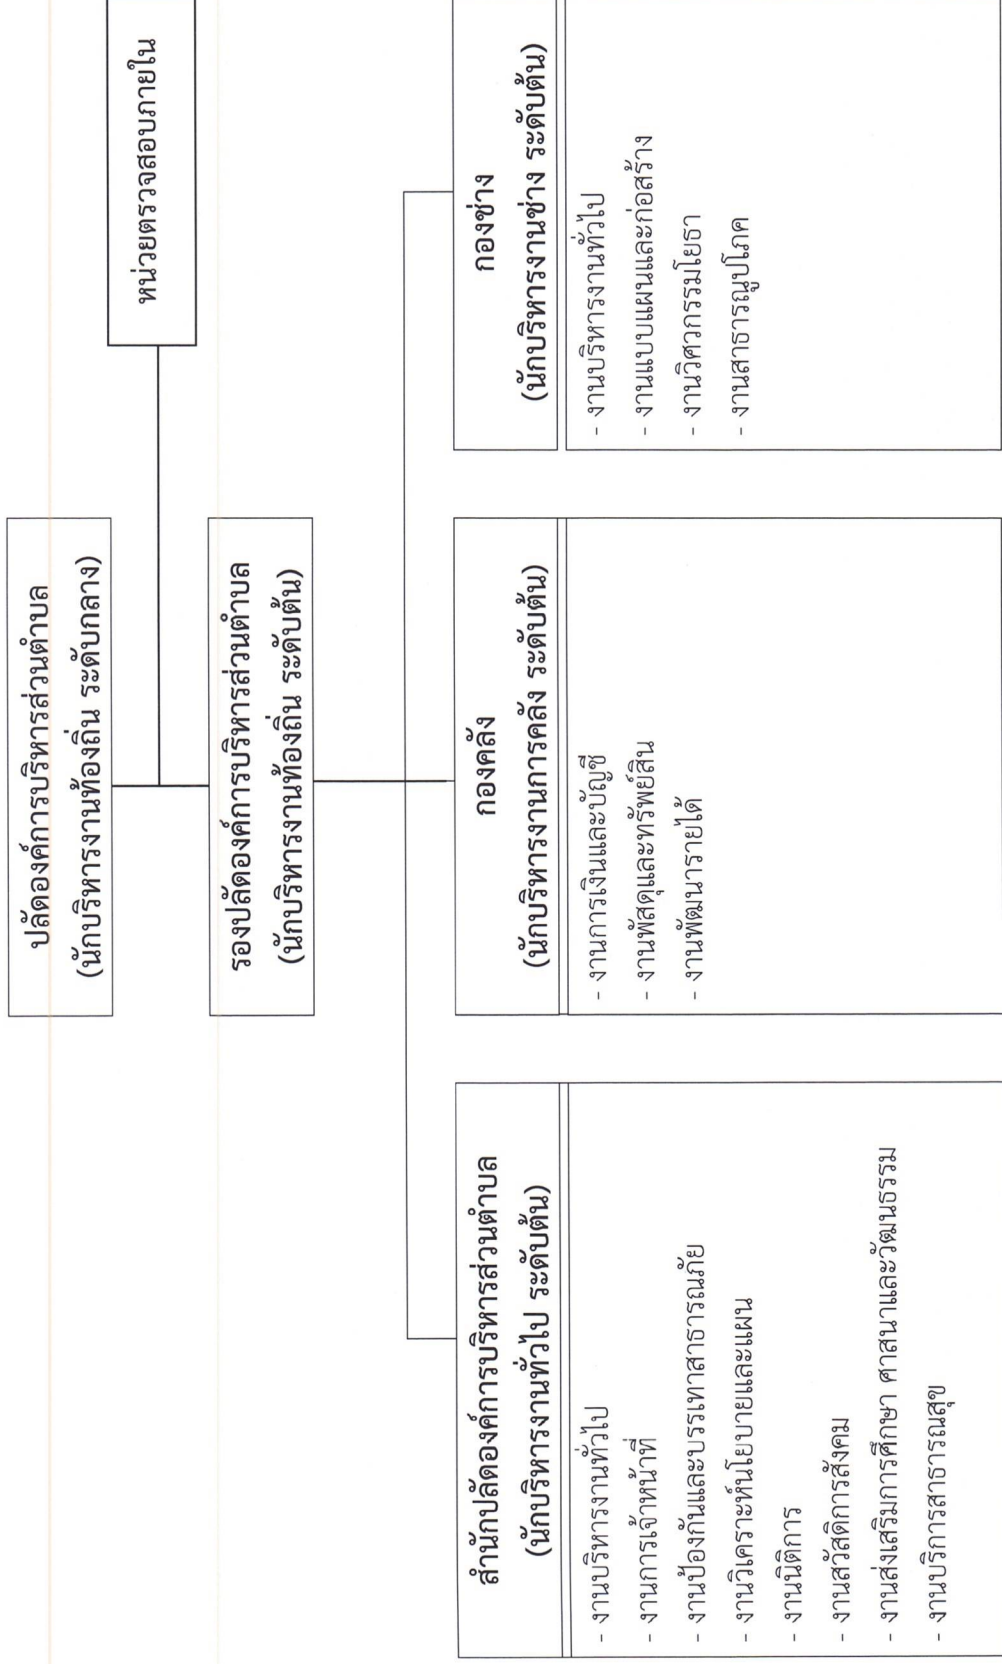 ปลัดองค์การบริหารส่วนตำบล
(นักบริหารงานท้องถิ่น ระดับกลาง)
หน่วยตรวจสอบภายใน
รองปลัดองค์การบริหารส่วนตำบล
(นักบริหารงานท้องถิ่น ระดับต้น)
สำนักปลัดองค์การบริหารส่วนตำบล
(นักบริหารงานทั่วไป ระดับต้น)
- งานบริหารงานทั่วไป
- งานการเจ้าหน้าที่
- งานป้องกันและบรรเทาสาธารณภัย
- งานวิเคราะห์นโยบายและแผน
- งานนิติการ
- งานสวัสดิการสังคม
- งานส่งเสริมการศึกษา ศาสนาและวัฒนธรรม
- งานบริการสาธารณสุข
กองคลัง
(นักบริหารงานการคลัง ระดับต้น)
- งานการเงินและบัญชี
- งานพัสดุและทรัพย์สิน
- งานพัฒนารายได้
กองช่าง
(นักบริหารงานช่าง ระดับต้น)
- งานบริหารงานทั่วไป
- งานแบบแผนและก่อสร้าง
- งานวิศวกรรมโยธา
- งานสาธารณูปโภค